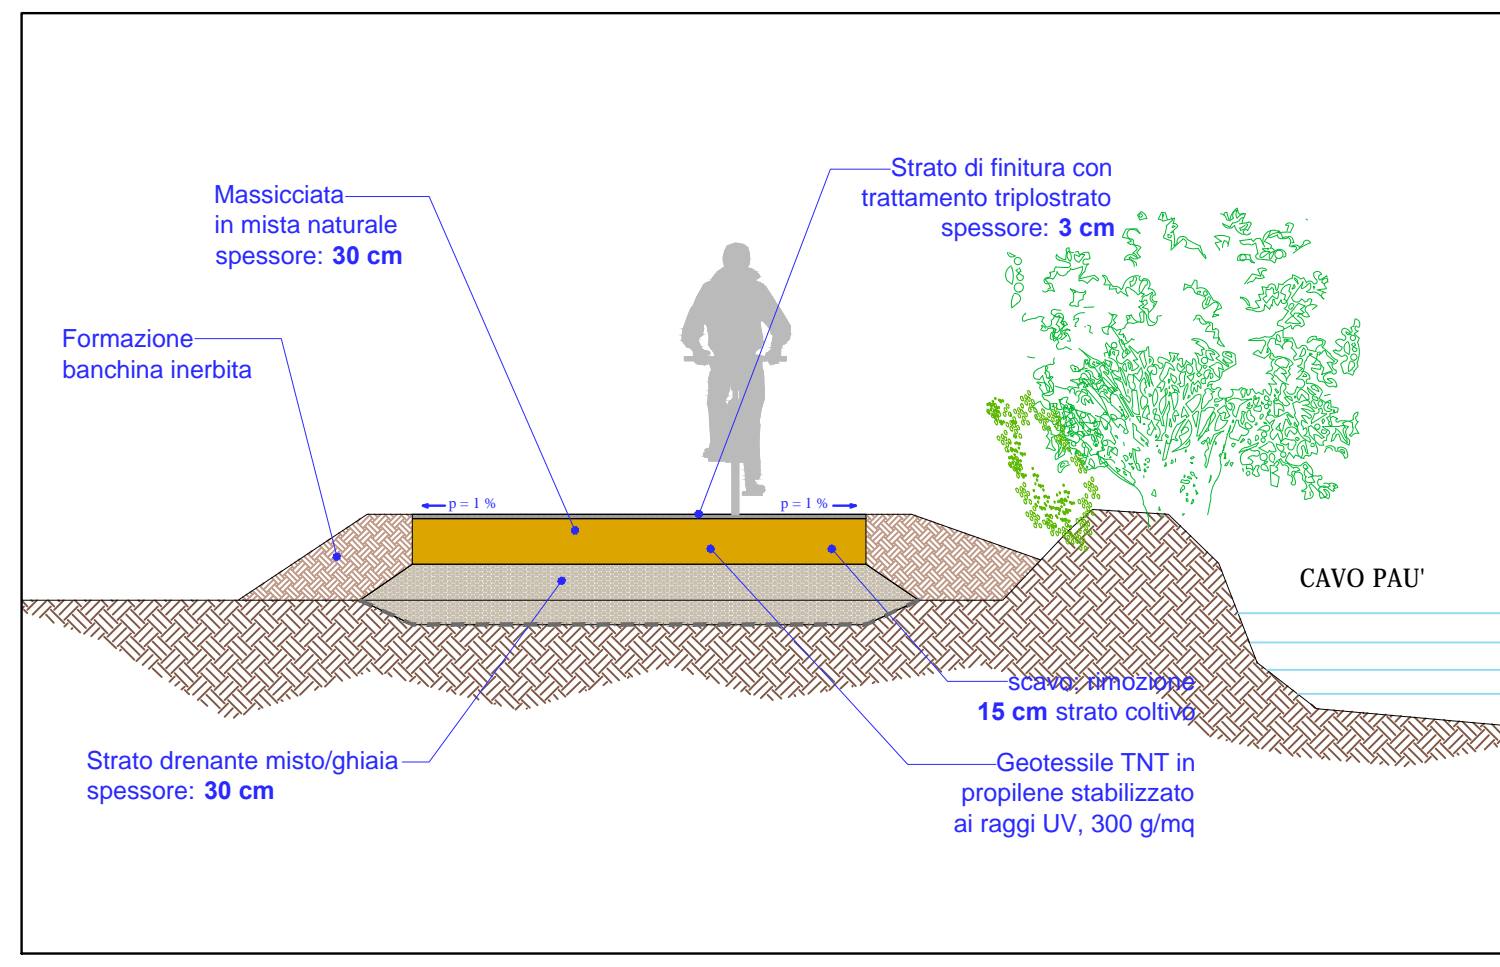 Strato di finitura con
trattamento triplostrato
spessore: 3 cm
Massicciata
in mista naturale
spessore: 30 cm
Formazione
banchina inerbita
p = 1 %
p = 1 %
CAVO PAU'
scavo: rimozione
15 cm strato coltivo
Strato drenante misto/ghiaia
spessore: 30 cm
Geotessile TNT in
propilene stabilizzato
ai raggi UV, 300 g/mq